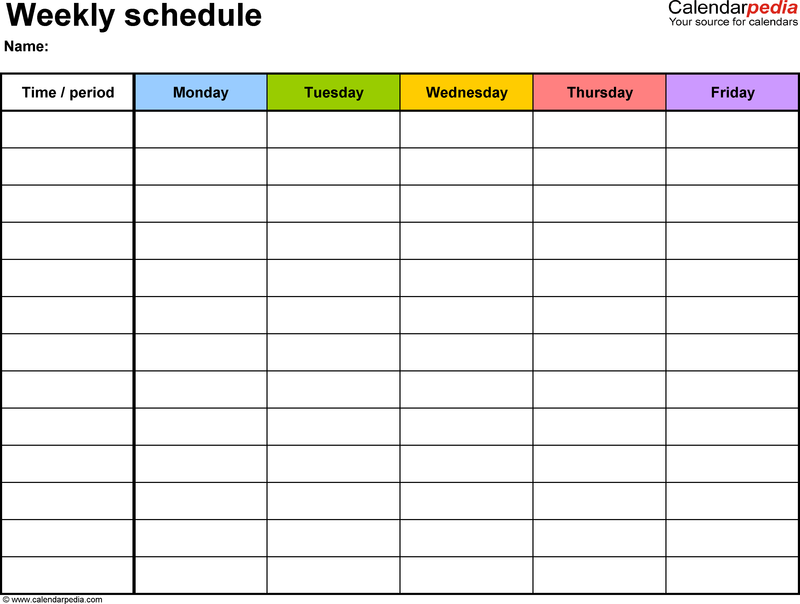 Weekly schedule
Calendarpedia
Your source for calendars
Name:
Time / period Monday Tuesday Wednesday Thursday Friday
© www.calendarpedia.com